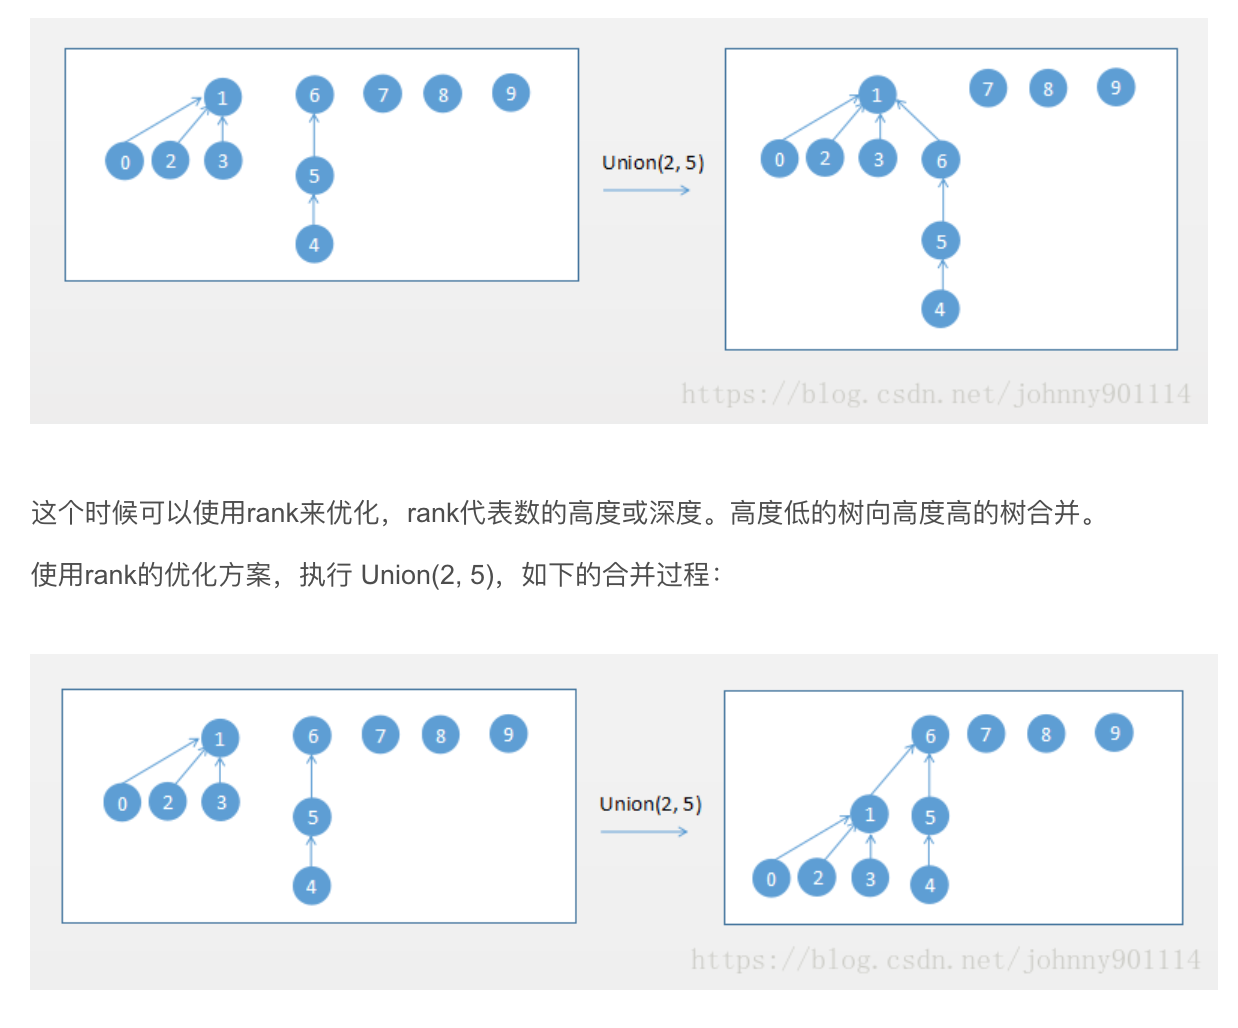 1 6 7 8 9
0 2 3 5
4
Union(2, 5)
1 7 8 9
0 2 3 6
5
4
https://blog.csdn.net/johnny901114
这个时候可以使用rank来优化，rank代表数的高度或深度。高度低的树向高度高的树合并。
使用rank的优化方案，执行 Union(2, 5)，如下的合并过程：
1 6 7 8 9
0 2 3 5
4
Union(2, 5)
6 7 8 9
1 5
0 2 3 4
https://blog.csdn.net/johnny901114